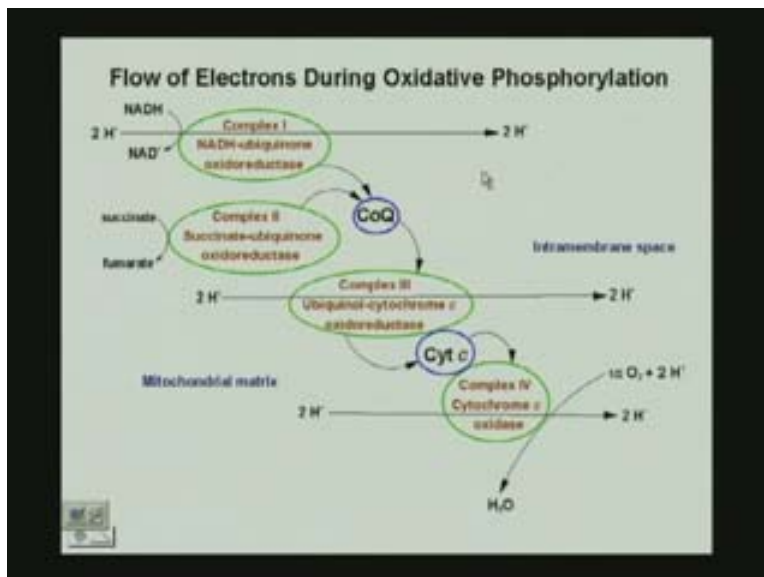 Flow of Electrons During Oxidative Phosphorylation
NADH
2 H⁺
NAD⁺
Complex I
NADH-ubiquinone
oxidoreductase
2 H⁺
CoQ
succinate
fumarate
Complex II
Succinate-ubiquinone
oxidoreductase
Intramembrane space
2 H⁺
Complex III
Ubiquinol-cytochrome c
oxidoreductase
2 H⁺
Cyt c
Mitochondrial matrix
2 H⁺
Complex IV
Cytochrome c
oxidase
1/2 O₂ + 2 H⁺
2 H⁺
H₂O